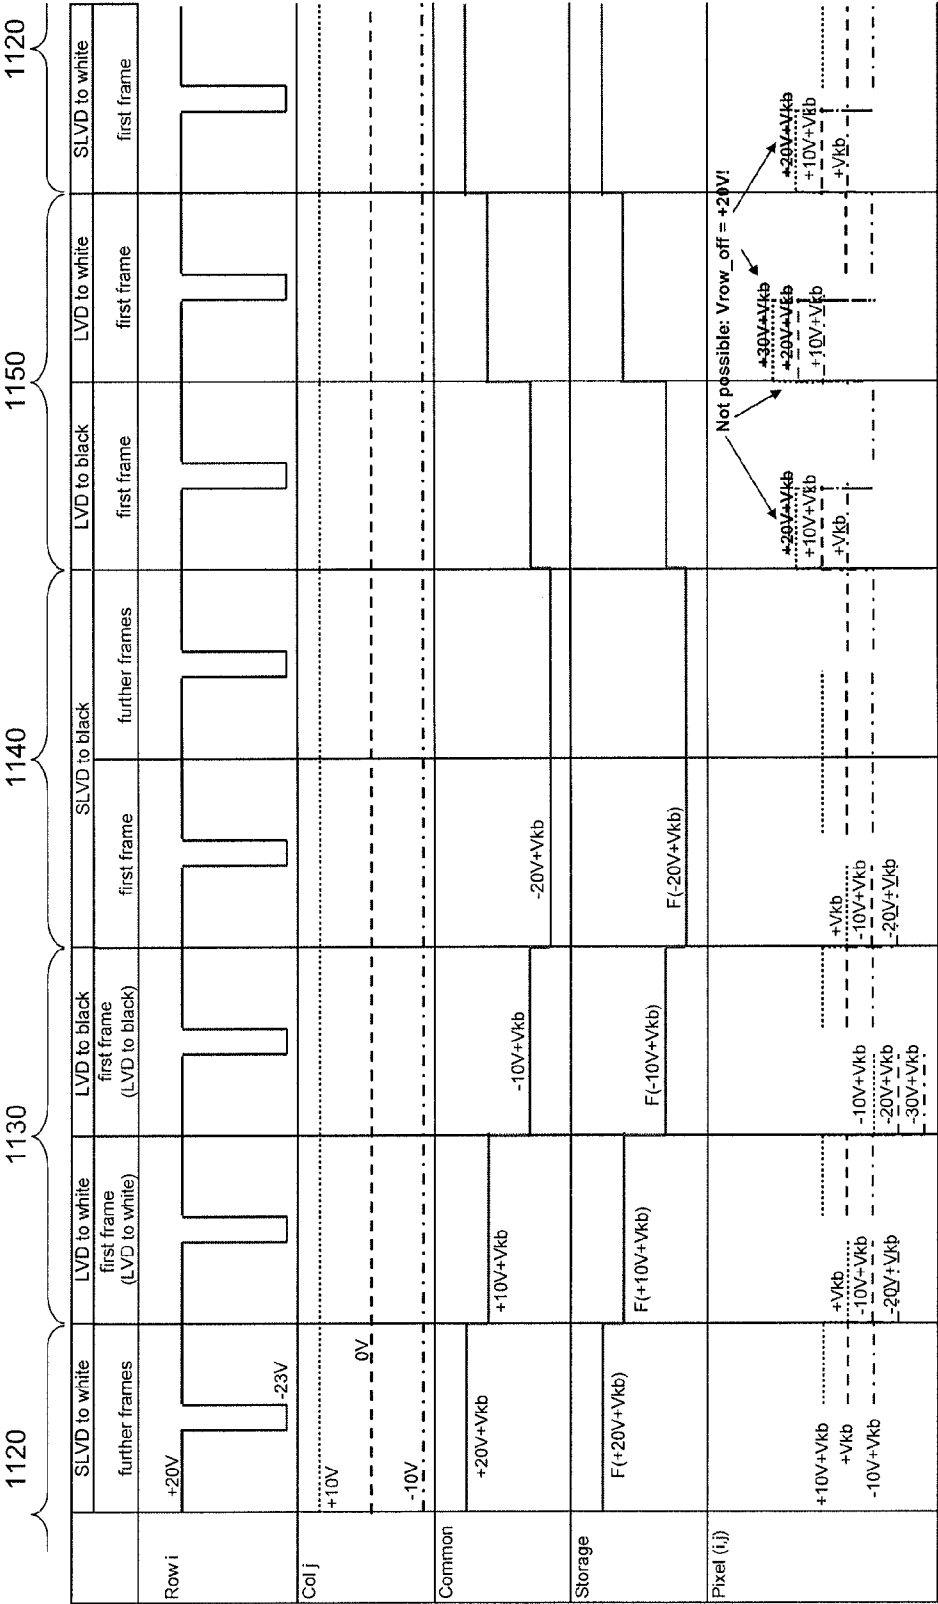 1120
1130
1140
1150
1120
SLVD to white
LVD to white
LVD to black
SLVD to black
LVD to black
LVD to white
SLVD to white
further frames
first frame
(LVD to white)
first frame
(LVD to black)
first frame
further frames
first frame
first frame
first frame
Row i
+20V
-23V
Col j
+10V
0V
-10V
Common
+20V+Vkb
+10V+Vkb
-10V+Vkb
-20V+Vkb
Storage
F(+20V+Vkb)
F(+10V+Vkb)
F(-10V+Vkb)
F(-20V+Vkb)
Pixel (i,j)
+10V+Vkb
+Vkb
-10V+Vkb
+Vkb
-10V+Vkb
-20V+Vkb
-10V+Vkb
-20V+Vkb
-30V+Vkb
+Vkb
-10V+Vkb
-20V+Vkb
+20V+Vkb
+10V+Vkb
+Vkb
Not possible: Vrow_off = +20V!
+30V+Vkb
+20V+Vkb
+10V+Vkb
+20V+Vkb
+10V+Vkb
+Vkb